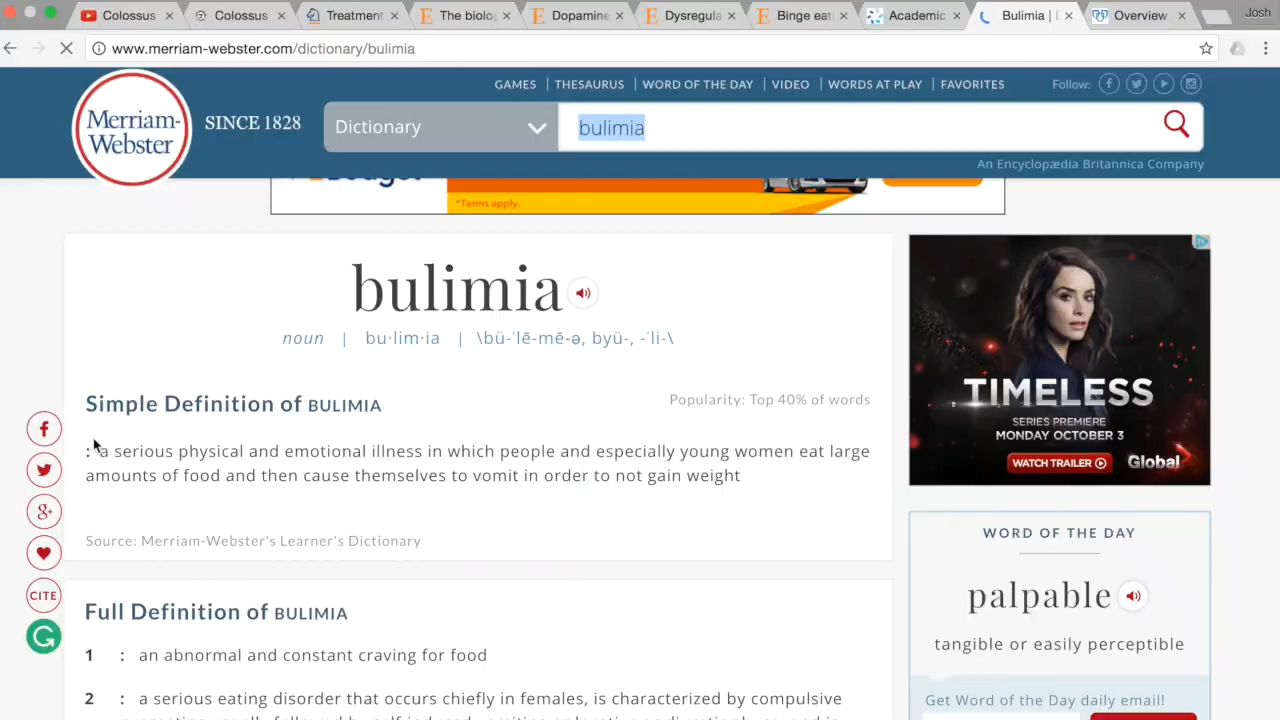 Colossus
Colossus
Treatment
The biolog
Dopamine
Dysregula
Binge eati
Academic
Bulimia |
Overview
Josh
www.merriam-webster.com/dictionary/bulimia
GAMES | THESAURUS | WORD OF THE DAY | VIDEO | WORDS AT PLAY | FAVORITES
Follow:
Merriam-
Webster
SINCE 1828
Dictionary
bulimia
An Encyclopædia Britannica Company
Budget
*Terms apply.
bulimia
noun | bu·lim·ia | \bü-ˈlē-mē-ə, byü-, -ˈli-\
Simple Definition of BULIMIA
Popularity: Top 40% of words
: a serious physical and emotional illness in which people and especially young women eat large
amounts of food and then cause themselves to vomit in order to not gain weight
Source: Merriam-Webster's Learner's Dictionary
CITE
Full Definition of BULIMIA
1 : an abnormal and constant craving for food
2 : a serious eating disorder that occurs chiefly in females, is characterized by compulsive
TIMELESS
SERIES PREMIERE
MONDAY OCTOBER 3
WATCH TRAILER
Global
WORD OF THE DAY
palpable
tangible or easily perceptible
Get Word of the Day daily email!